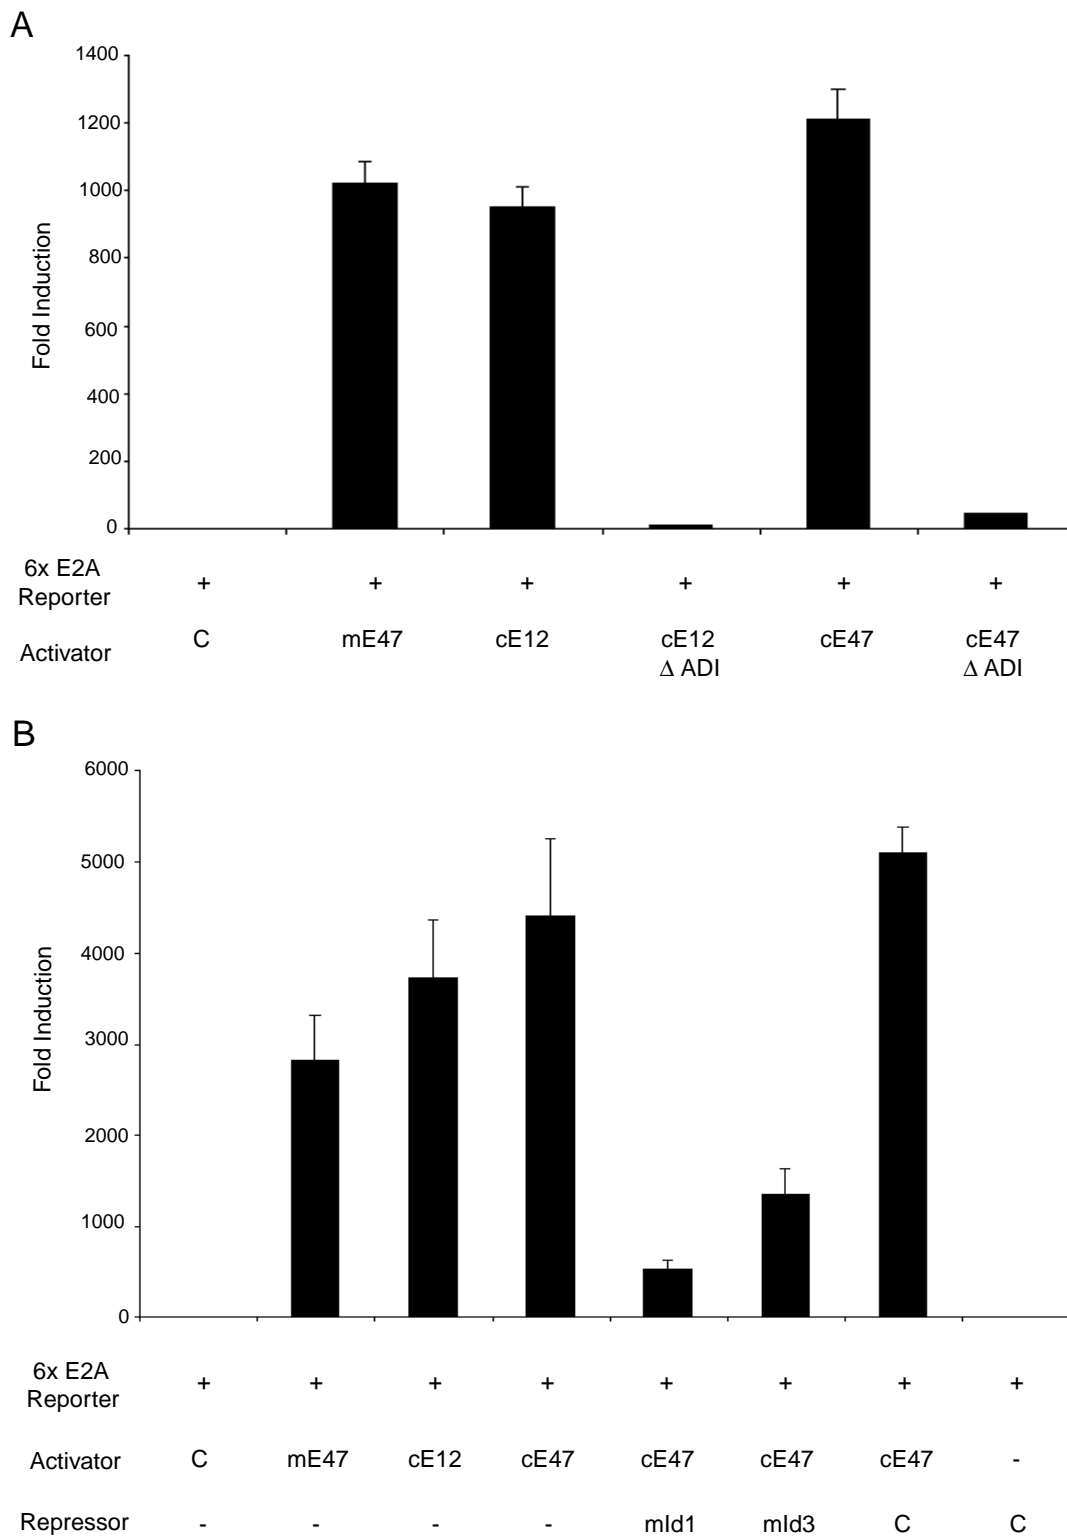 A
1400
1200
1000
800
600
400
200
0
Fold Induction
6x E2A
Reporter
+ + + + + +
Activator
C mE47 cE12 cE12 cE47 cE47
Δ ADI Δ ADI
B
6000
5000
4000
3000
2000
1000
0
Fold Induction
6x E2A
Reporter
+ + + + + + + +
Activator C mE47 cE12 cE47 cE47 cE47 cE47 -
Repressor - - - - mId1 mId3 C C